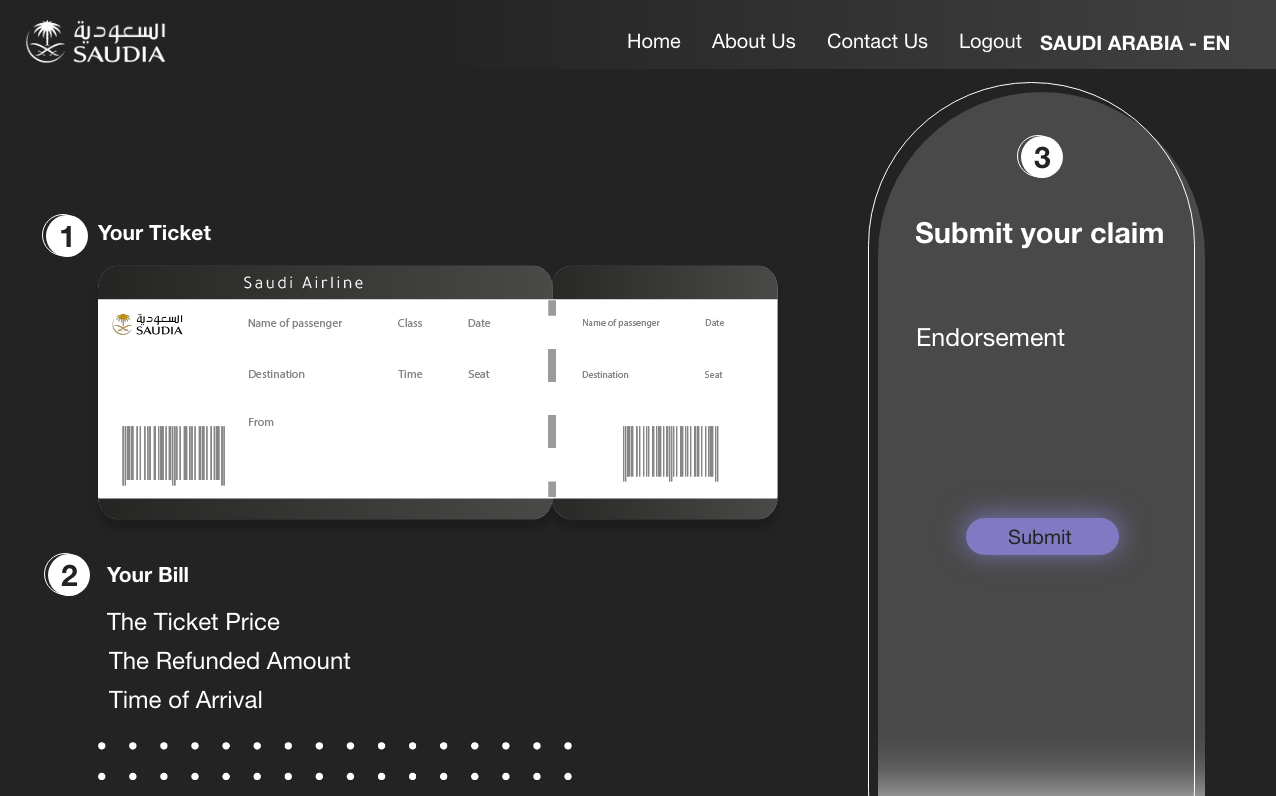 السعودية
SAUDIA
Home About Us Contact Us Logout SAUDI ARABIA - EN
1 Your Ticket
Saudi Airline
السعودية
SAUDIA
Name of passenger Class Date
Destination Time Seat
From
Name of passenger Date
Destination Seat
2 Your Bill
The Ticket Price
The Refunded Amount
Time of Arrival
3
Submit your claim
Endorsement
Submit